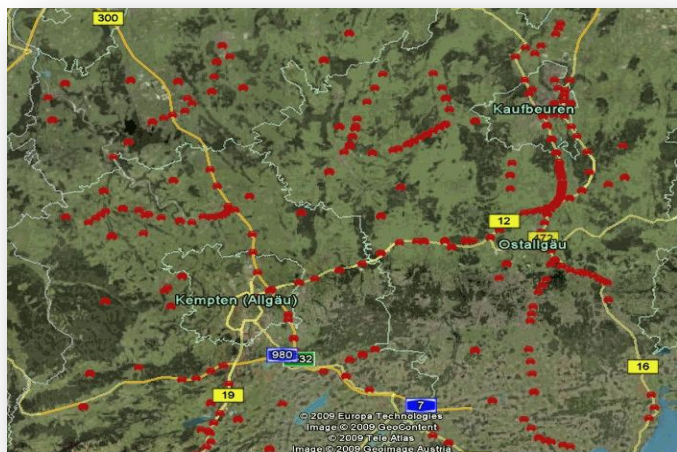 300
Kaufbeuren
12
472
Ostallgäu
Kempten (Allgäu)
980
532
16
19
7
© 2009 Europa Technologies
Image © 2009 GeoContent
© 2009 Tele Atlas
Image © 2009 Geoimage Austria